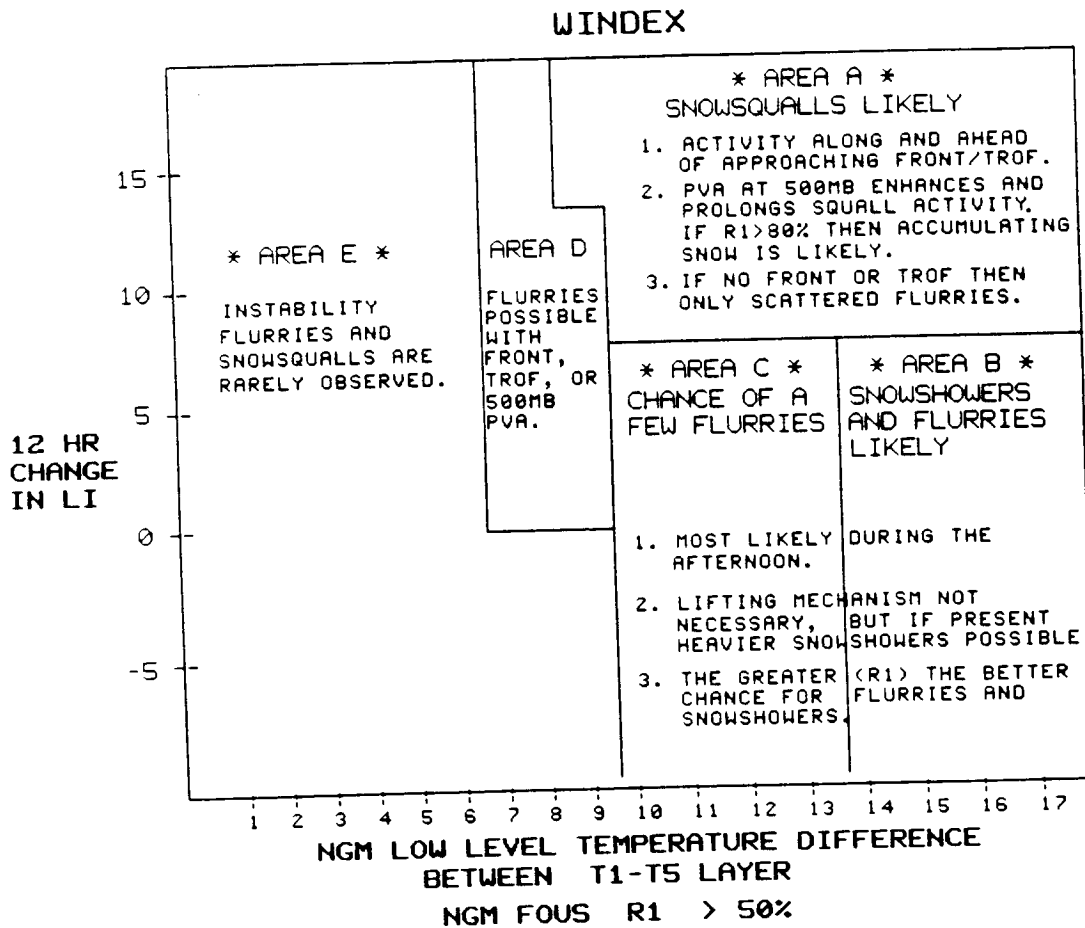 WINDEX
* AREA A *
SNOWSQUALLS LIKELY
1. ACTIVITY ALONG AND AHEAD
OF APPROACHING FRONT/TROF.
2. PVA AT 500MB ENHANCES AND
PROLONGS SQUALL ACTIVITY.
IF R1>80% THEN ACCUMULATING
SNOW IS LIKELY.
3. IF NO FRONT OR TROF THEN
ONLY SCATTERED FLURRIES.
* AREA E *
INSTABILITY
FLURRIES AND
SNOWSQUALLS ARE
RARELY OBSERVED.
AREA D
FLURRIES
POSSIBLE
WITH
FRONT,
TROF, OR
500MB
PVA.
* AREA C *
CHANCE OF A
FEW FLURRIES
* AREA B *
SNOWSHOWERS
AND FLURRIES
LIKELY
1. MOST LIKELY DURING THE
AFTERNOON.
2. LIFTING MECHANISM NOT
NECESSARY, BUT IF PRESENT
HEAVIER SNOWSHOWERS POSSIBLE
3. THE GREATER (R1) THE BETTER
CHANCE FOR FLURRIES AND
SNOWSHOWERS.
12 HR
CHANGE
IN LI
15
10
5
0
-5
1 2 3 4 5 6 7 8 9 10 11 12 13 14 15 16 17
NGM LOW LEVEL TEMPERATURE DIFFERENCE
BETWEEN T1-T5 LAYER
NGM FOUS R1 > 50%